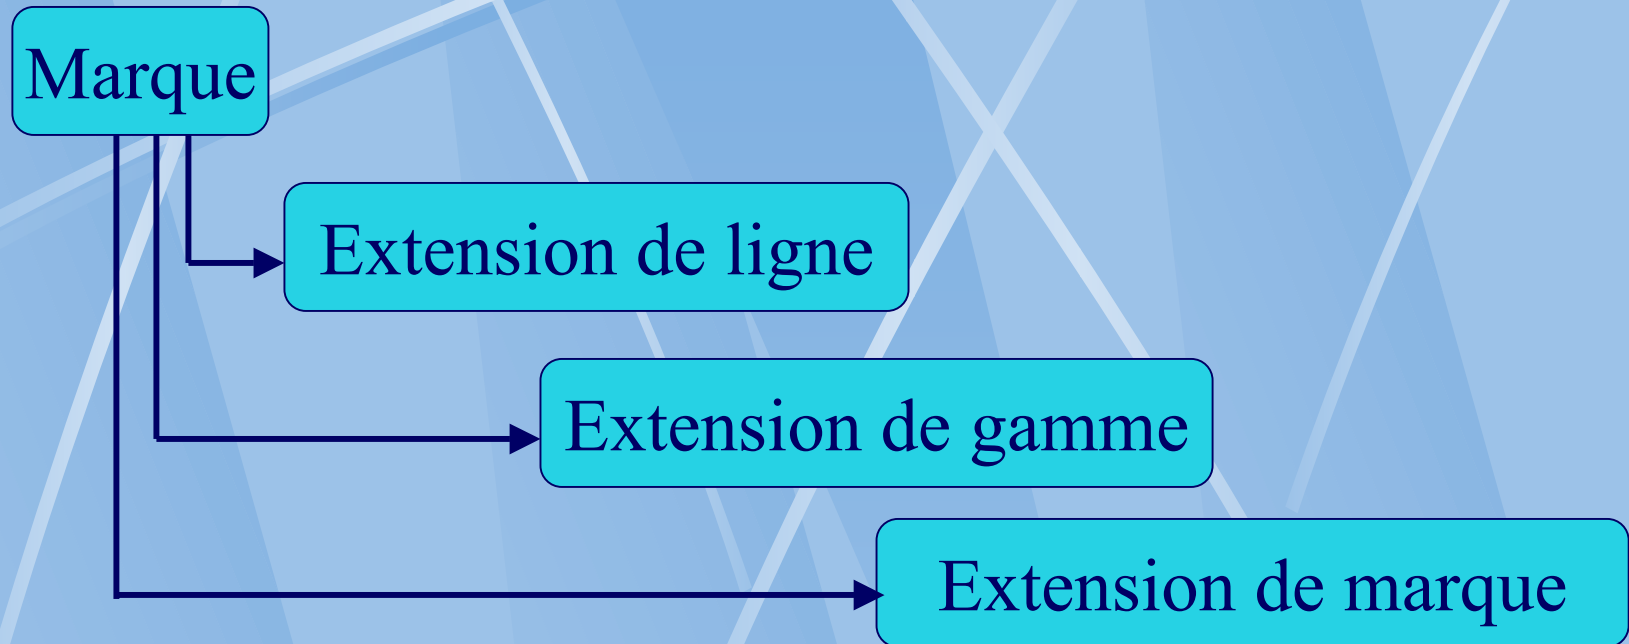 Marque
Extension de ligne
Extension de gamme
Extension de marque